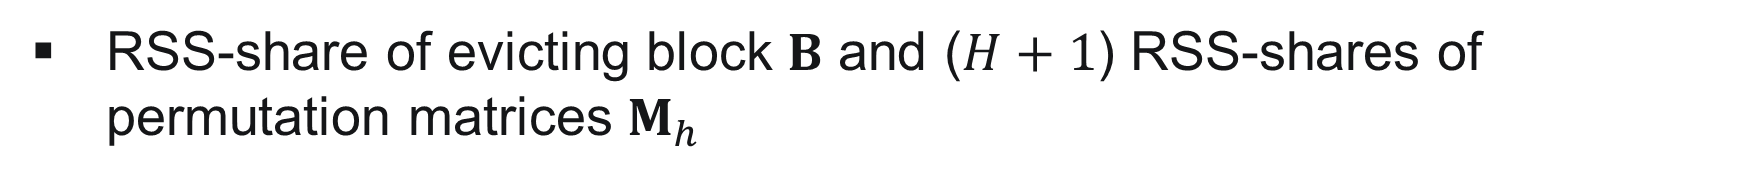 ▪ RSS-share of evicting block 𝐁 and (𝐻 + 1) RSS-shares of
permutation matrices 𝐌ₕ